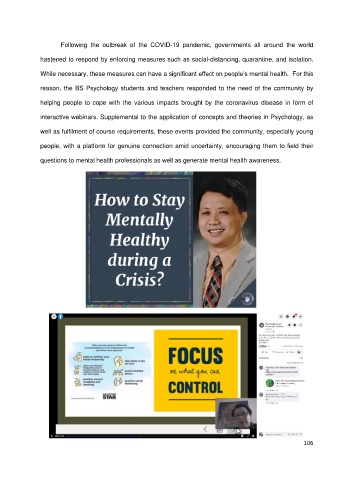 Following the outbreak of the COVID-19 pandemic, governments all around the world
hastened to respond by enforcing measures such as social-distancing, quarantine, and isolation.
While necessary, these measures can have a significant effect on people's mental health. For this
reason, the BS Psychology students and teachers responded to the need of the community by
helping people to cope with the various impacts brought by the coronavirus disease in form of
interactive webinars. Supplemental to the application of concepts and theories in Psychology, as
well as fulfilment of course requirements, these events provided the community, especially young
people, with a platform for genuine connection amid uncertainty, encouraging them to field their
questions to mental health professionals as well as generate mental health awareness.
How to Stay
Mentally
Healthy
during a
Crisis?
FOCUS
on what you can
CONTROL
STAR
106